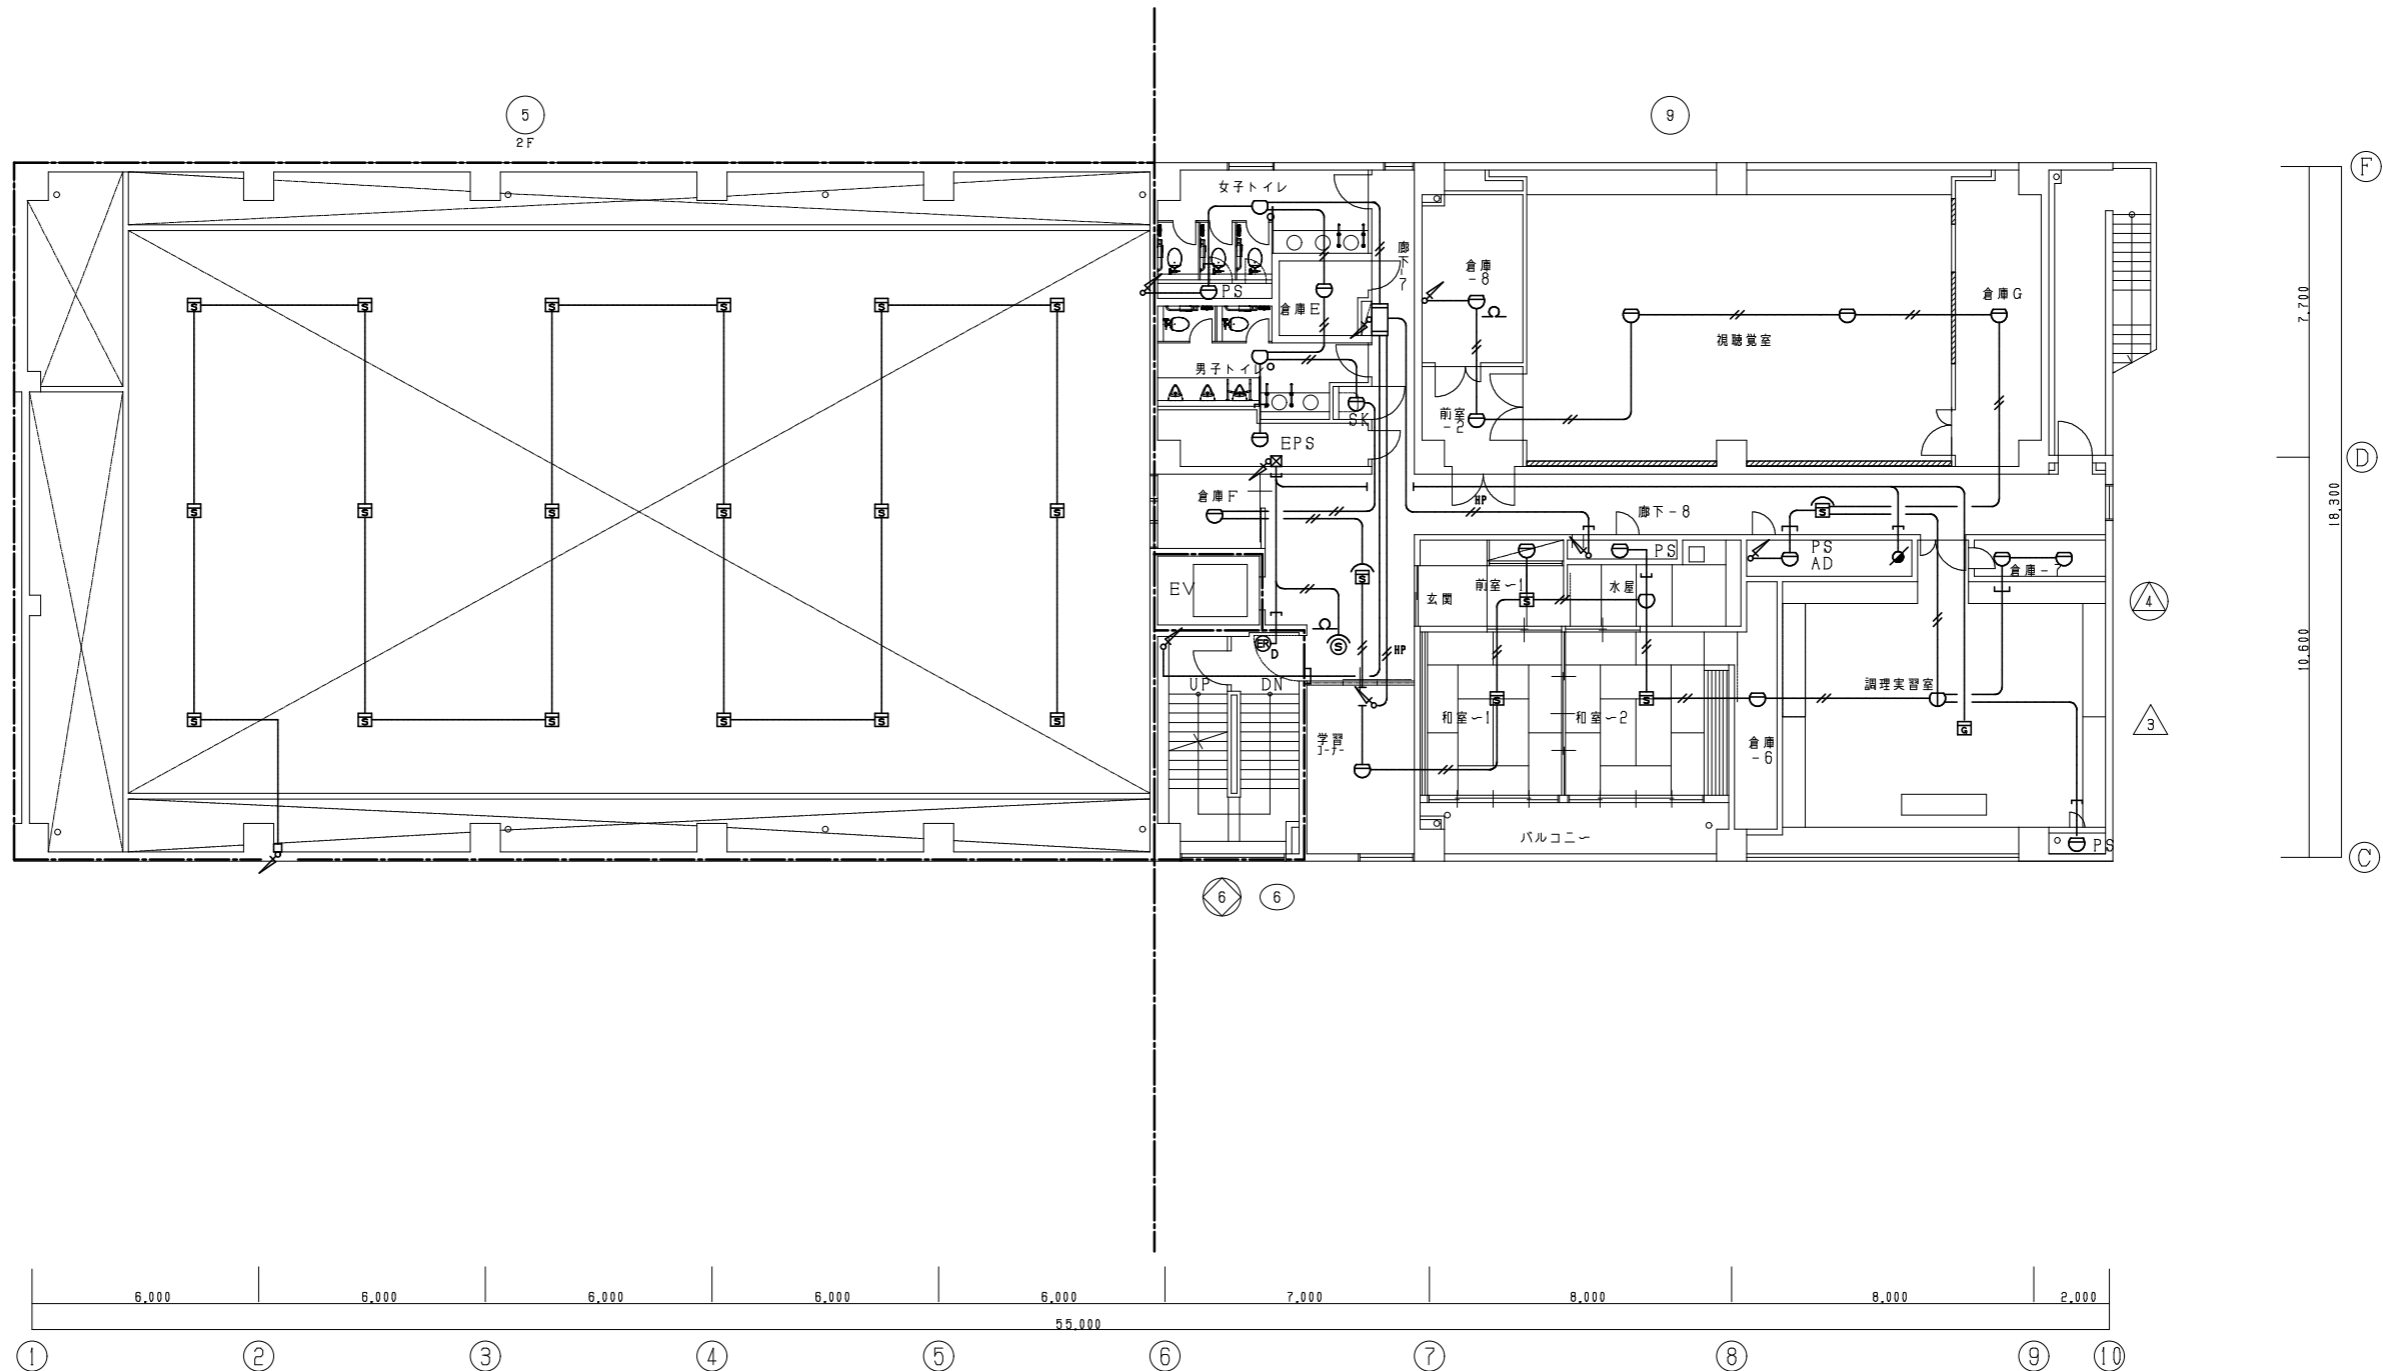 5
2F
9
F
女子トイレ
廊下-7
倉庫
-8
PS
倉庫E
倉庫G
7,700
視聴覚室
男子トイレ
前室
-2
SK
EPS
D
倉庫F
HP
廊下-8
18,300
PS
PS
AD
倉庫-7
EV
前室-1
水屋
玄関
4
S
ER
D
HP
10,600
UP
DN
調理実習室
和室-1
和室-2
3
学習
コーナー
G
倉庫
-6
バルコニー
PS
C
6
6
6,000
6,000
6,000
6,000
6,000
7,000
8,000
8,000
2,000
55,000
1
2
3
4
5
6
7
8
9
10